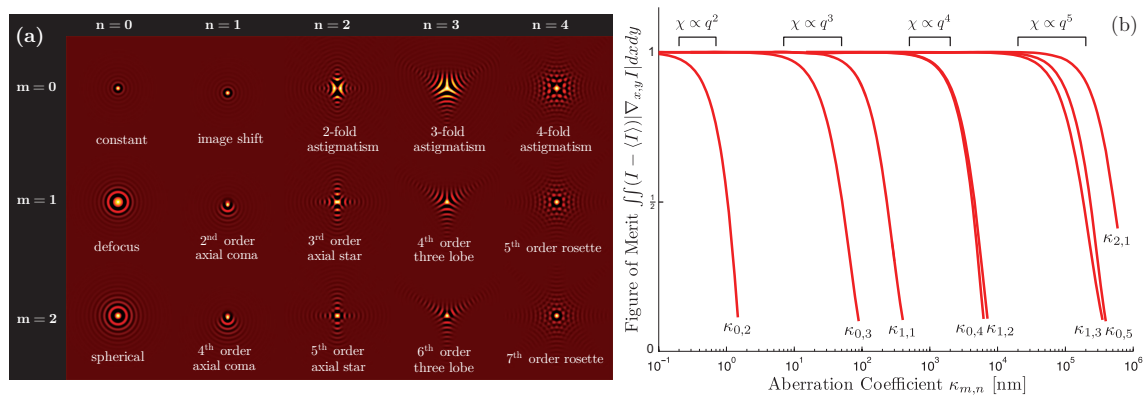 (a)
n = 0 n = 1 n = 2 n = 3 n = 4
m = 0
constant
image shift
2-fold
astigmatism
3-fold
astigmatism
4-fold
astigmatism
m = 1
defocus
2nd order
axial coma
3rd order
axial star
4th order
three lobe
5th order rosette
m = 2
spherical
4th order
axial coma
5th order
axial star
6th order
three lobe
7th order rosette
(b)
χ ∝ q² χ ∝ q³ χ ∝ q⁴ χ ∝ q⁵
Figure of Merit ∫∫(I − ⟨I⟩)|∇x,y I|dxdy
1
1/2
0
κ0,2 κ0,3 κ1,1 κ0,4 κ1,2 κ1,3 κ0,5 κ2,1
10⁻¹ 10⁰ 10¹ 10² 10³ 10⁴ 10⁵ 10⁶
Aberration Coefficient κm,n [nm]